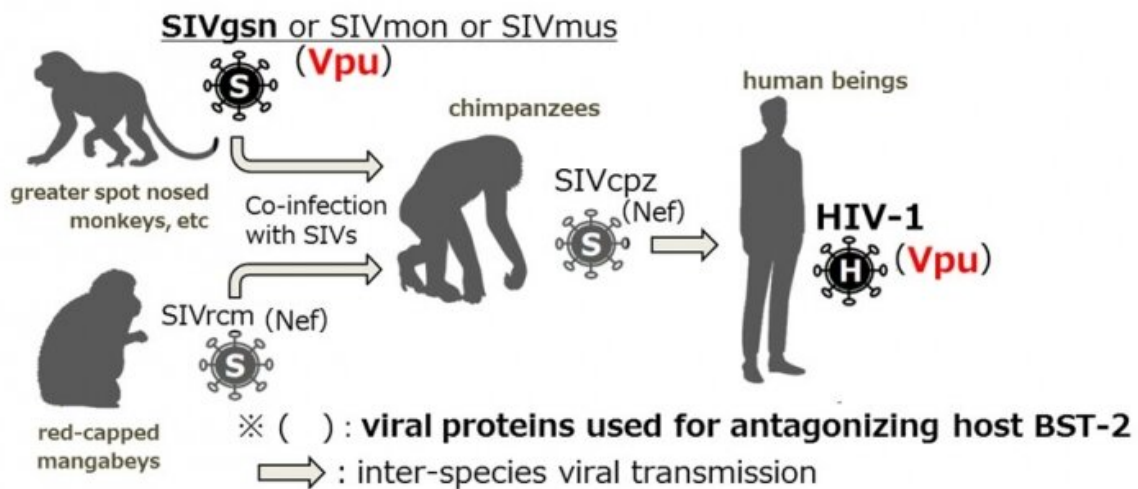 SIVgsn or SIVmon or SIVmus
(Vpu)
S
greater spot nosed
monkeys, etc
chimpanzees
human beings
Co-infection
with SIVs
SIVcpz
(Nef)
S
HIV-1
H (Vpu)
SIVrcm (Nef)
S
red-capped
mangabeys
※ ( ) : viral proteins used for antagonizing host BST-2
: inter-species viral transmission